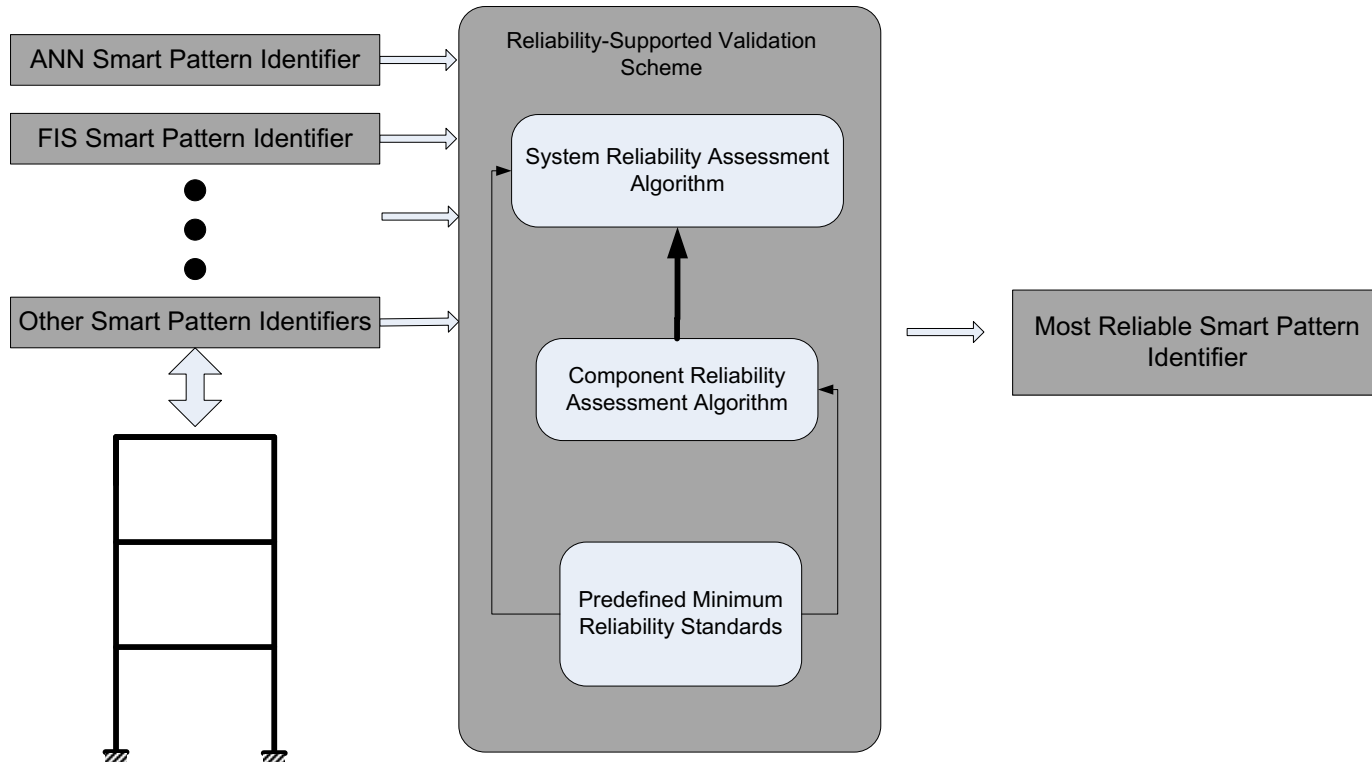 ANN Smart Pattern Identifier
FIS Smart Pattern Identifier
Other Smart Pattern Identifiers
Reliability-Supported Validation
Scheme
System Reliability Assessment
Algorithm
Component Reliability
Assessment Algorithm
Predefined Minimum
Reliability Standards
Most Reliable Smart Pattern
Identifier